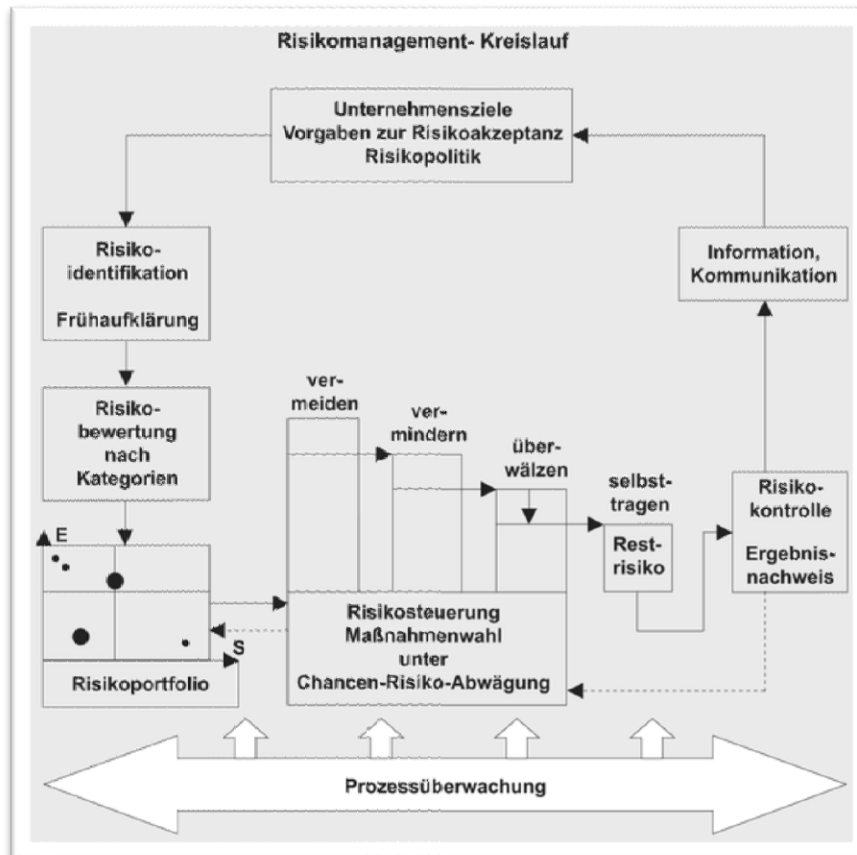 Risikomanagement- Kreislauf
Unternehmensziele
Vorgaben zur Risikoakzeptanz
Risikopolitik
Risiko-
identifikation
Frühaufklärung
Information,
Kommunikation
Risiko-
bewertung
nach
Kategorien
ver-
meiden
ver-
mindern
über-
wälzen
selbst-
tragen
Rest-
risiko
Risiko-
kontrolle
Ergebnis-
nachweis
E
S
Risikoportfolio
Risikosteuerung
Maßnahmenwahl
unter
Chancen-Risiko-Abwägung
Prozessüberwachung